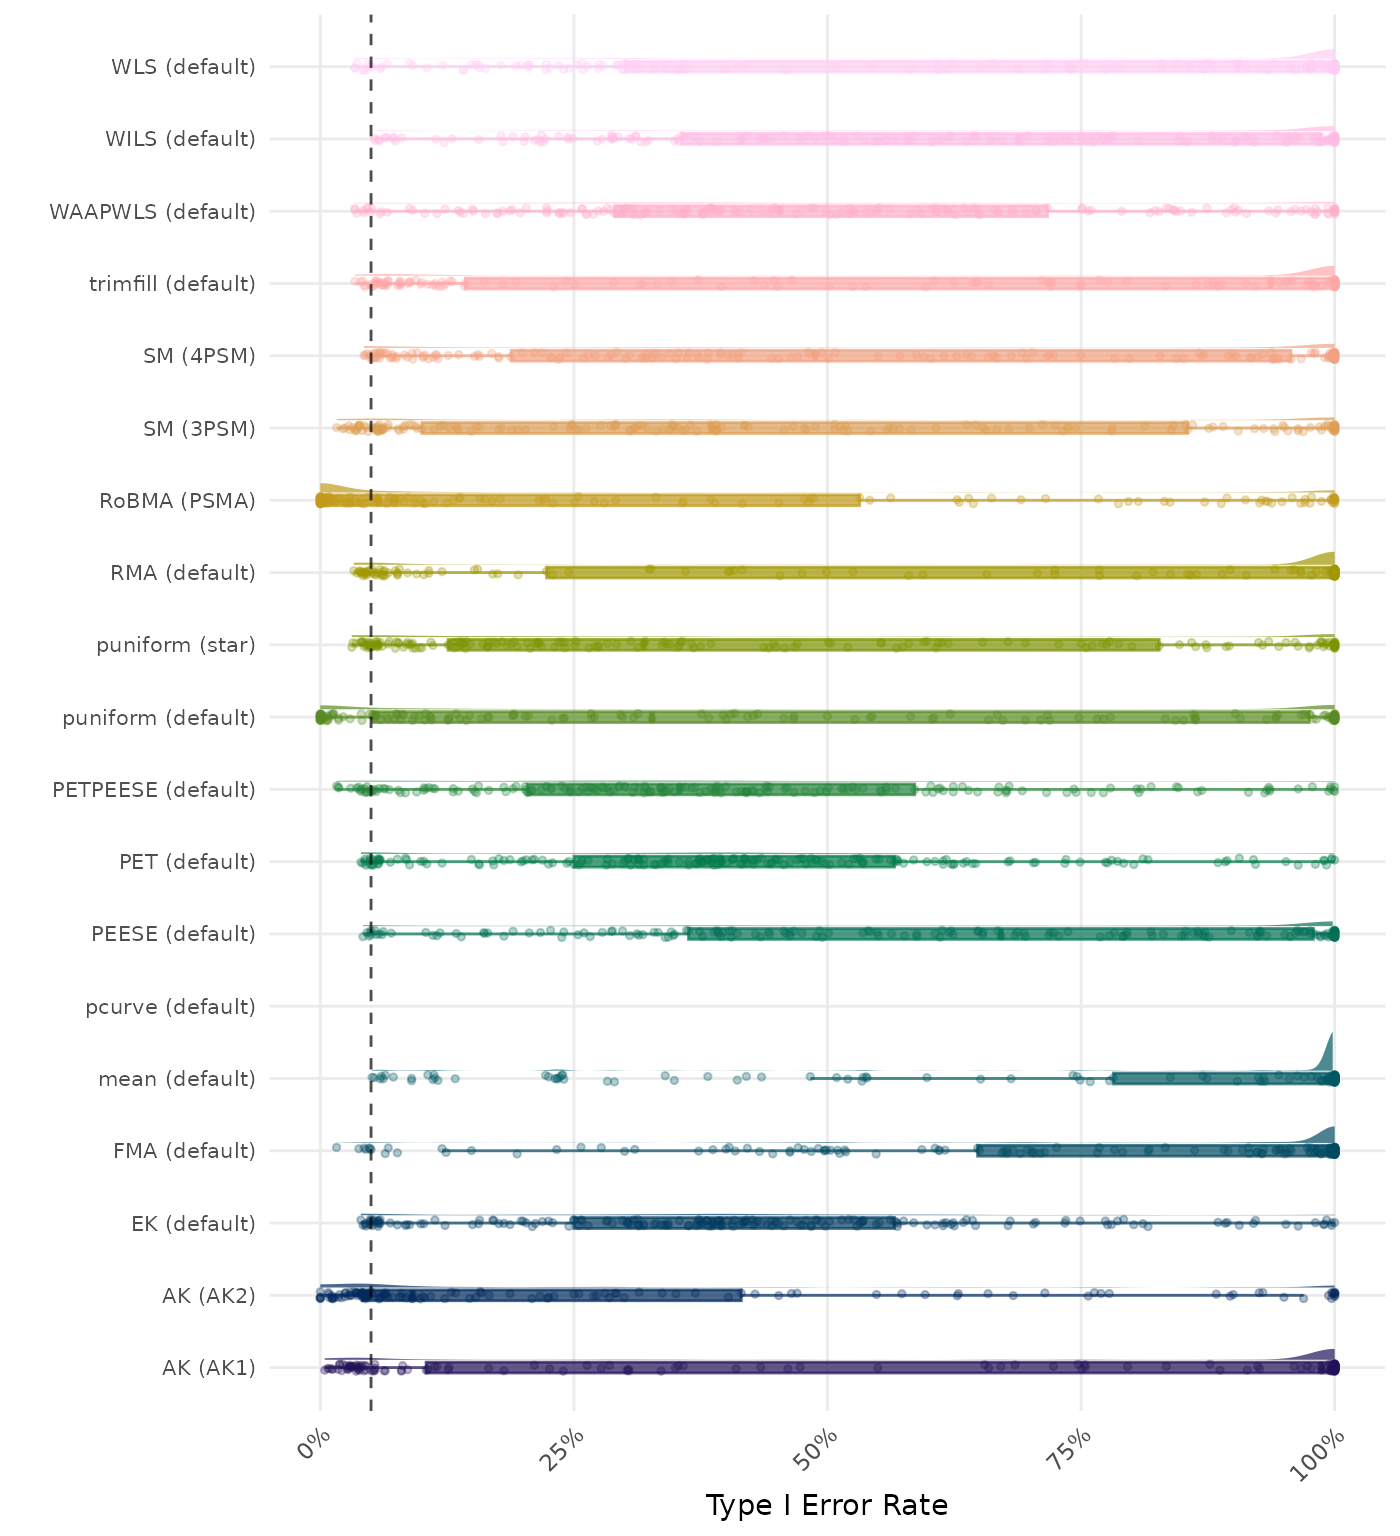 WLS (default)
WILS (default)
WAAPWLS (default)
trimfill (default)
SM (4PSM)
SM (3PSM)
RoBMA (PSMA)
RMA (default)
puniform (star)
puniform (default)
PETPEESE (default)
PET (default)
PEESE (default)
pcurve (default)
mean (default)
FMA (default)
EK (default)
AK (AK2)
AK (AK1)
0%
25%
50%
75%
100%
Type I Error Rate